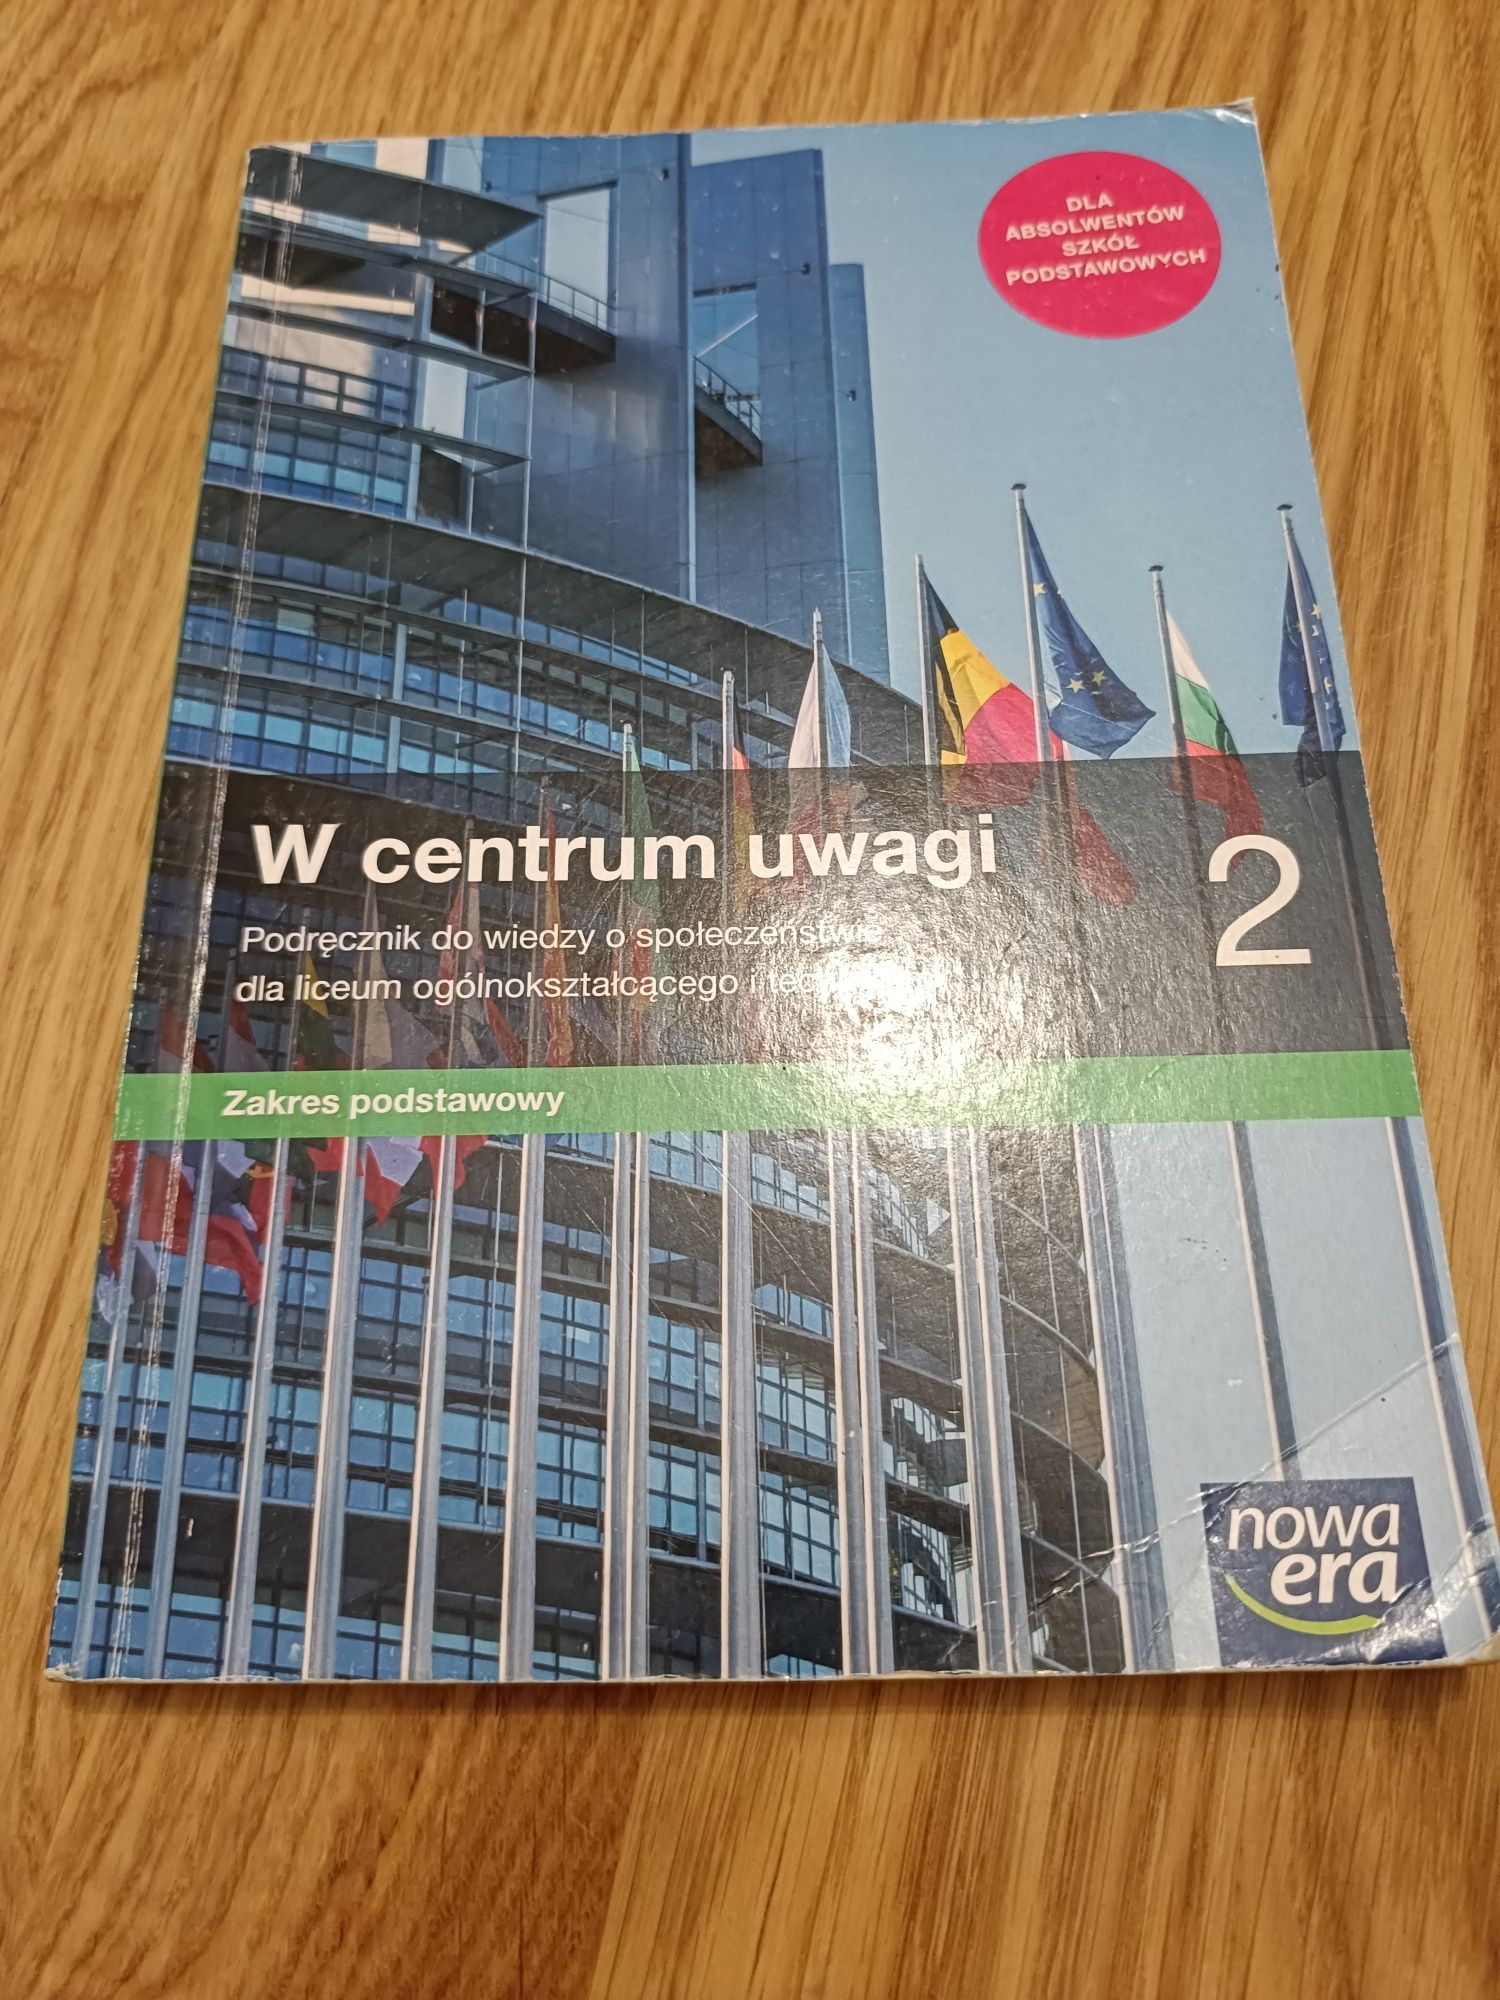 DLA
ABSOLWENTÓW
SZKÓŁ
PODSTAWOWYCH
W centrum uwagi
2
Podręcznik do wiedzy o społeczeństwie
dla liceum ogólnokształcącego i
Zakres podstawowy
nowa
era